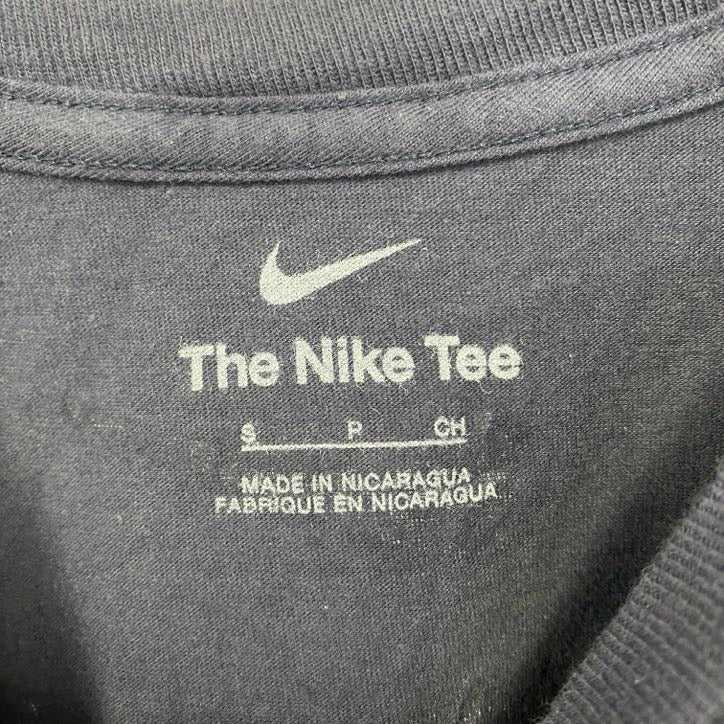 The Nike Tee
S P CH
MADE IN NICARAGUA
FABRIQUE EN NICARAGUA